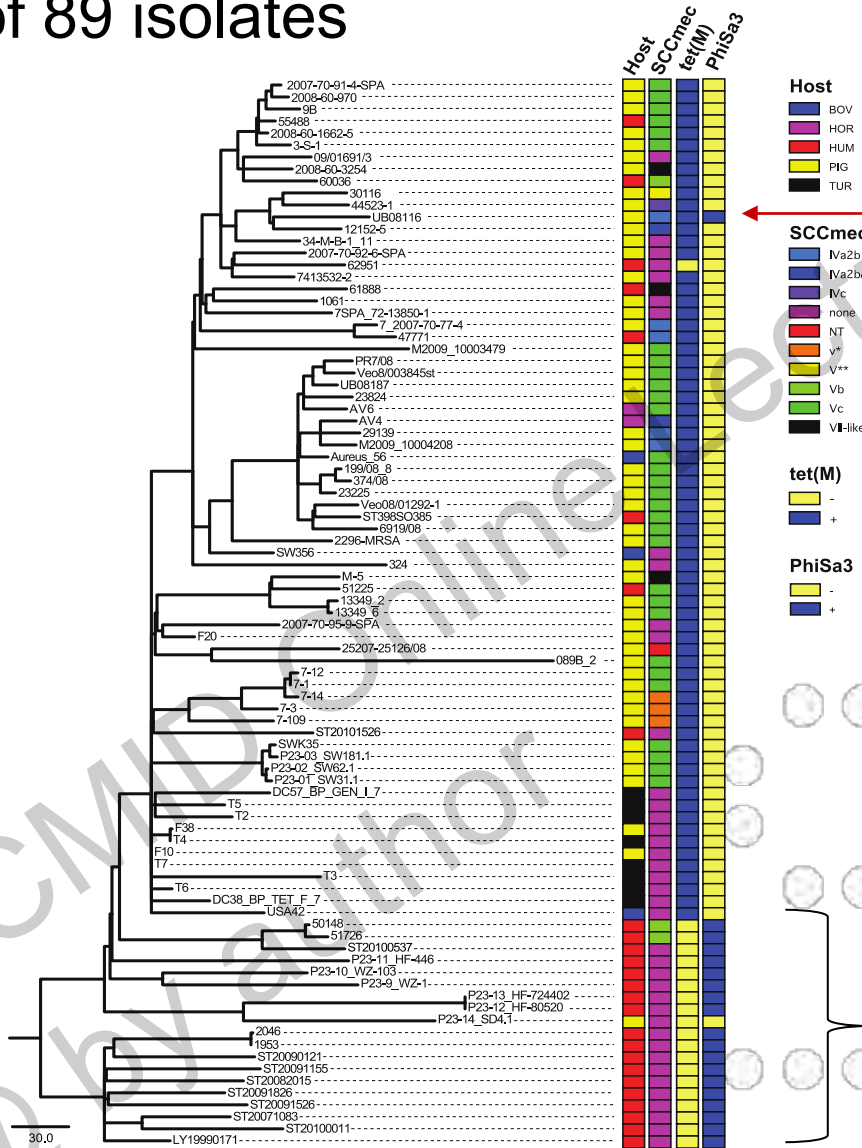 of 89 isolates
Host
SCCmec
tet(M)
PhiSa3
2007-70-91-4-SPA
2008-60-970
9B
55488
2008-60-1662-5
3-S-1
09/01691/3
2008-60-3254
60036
30116
44523-1
UB08116
12152-5
34-M-B-1_11
2007-70-92-6-SPA
62951
7413532-2
61888
1061
7SPA_72-13850-1
7_2007-70-77-4
47771
M2009_10003479
PR7/08
Veo8/003845st
UB08187
23824
AV6
AV4
29139
M2009_10004208
Aureus_56
199/08_8
374/08
23225
Veo08/01292-1
ST398SO385
6919/08
2296-MRSA
SW356
324
M-5
51225
13349_2
13349_6
2007-70-95-9-SPA
F20
25207-25126/08
089B_2
7-12
7-1
7-14
7-3
7-109
ST20101526
SWK35
P23-03_SW181.1
P23-02_SW62.1
P23-01_SW31.1
DC57_BP_GEN_I_7
T5
T2
F38
T4
F10
T7
T3
T6
DC38_BP_TET_F_7
USA42
50148
51726
ST20100537
P23-11_HF-446
P23-10_WZ-103
P23-9_WZ-1
P23-13_HF-724402
P23-12_HF-80520
P23-14_SD4.1
2046
1953
ST20090121
ST20091155
ST20082015
ST20091826
ST20091526
ST20071083
ST20100011
LY19990171
30.0
Host
BOV
HOR
HUM
PIG
TUR
SCCmec
IVa2b
IVa2b
IVc
none
NT
v*
V**
Vb
Vc
VII-like
tet(M)
-
+
PhiSa3
-
+
CMID Online Lect
by author